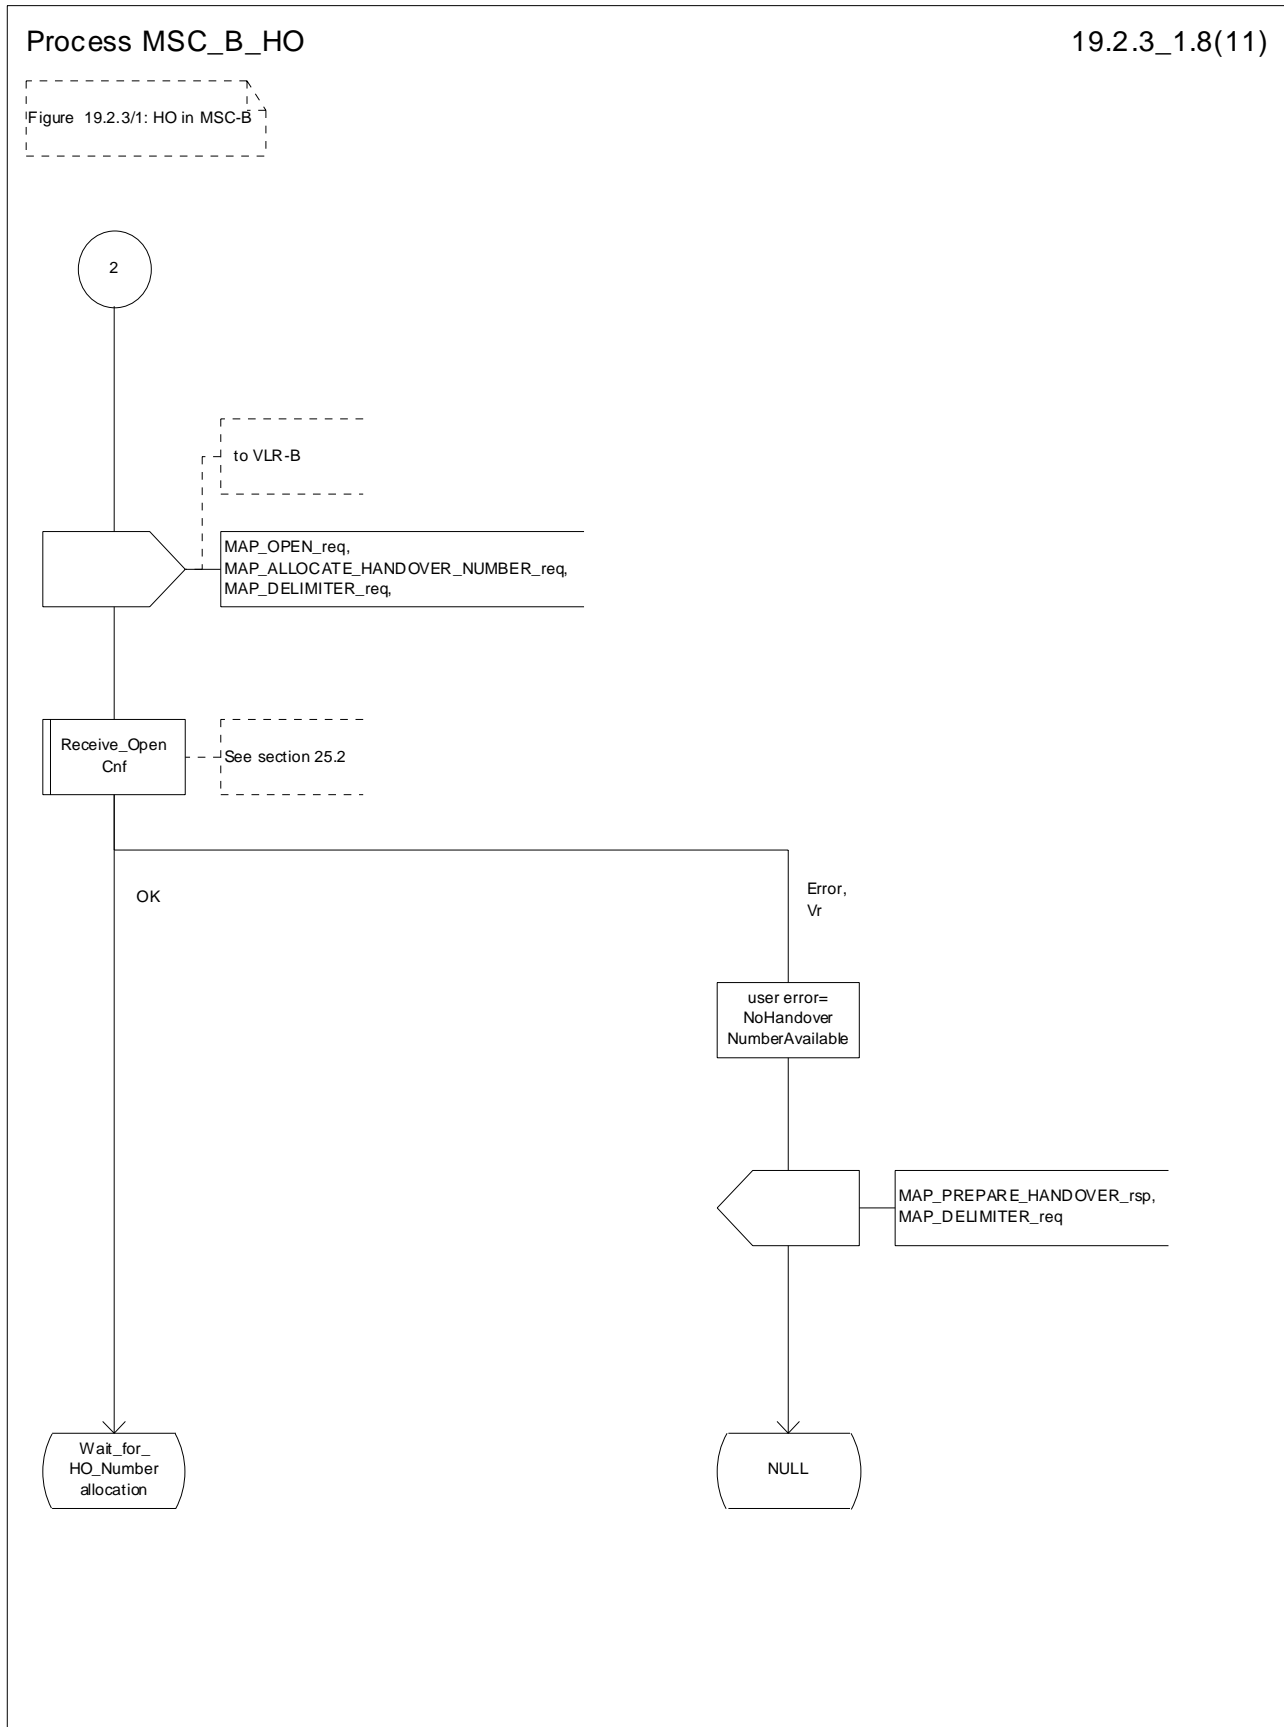 Process MSC_B_HO
19.2.3_1.8(11)
Figure 19.2.3/1: HO in MSC-B
2
to VLR-B
MAP_OPEN_req,
MAP_ALLOCATE_HANDOVER_NUMBER_req,
MAP_DELIMITER_req,
Receive_Open
Cnf
See section 25.2
OK
Error,
Vr
user error=
NoHandover
NumberAvailable
MAP_PREPARE_HANDOVER_rsp,
MAP_DELIMITER_req
Wait_for_
HO_Number
allocation
NULL